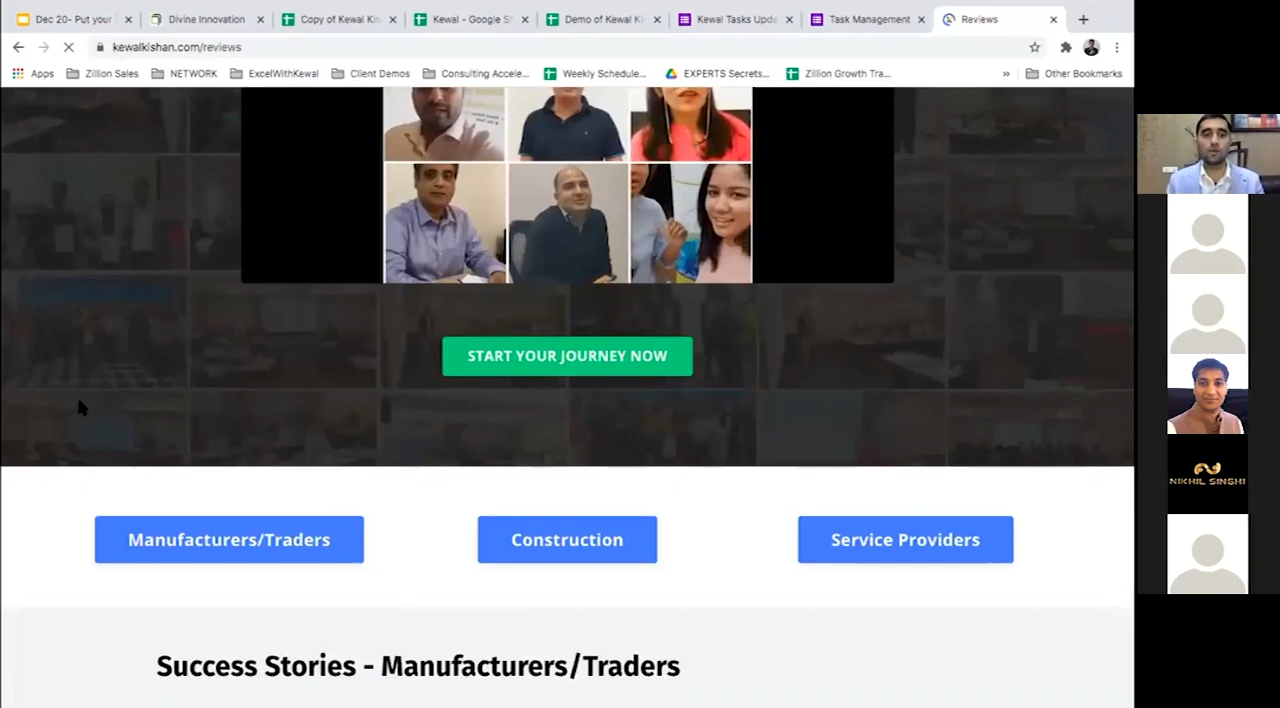 Dec 20- Put your
Divine Innovation
Copy of Kewal Kis
Kewal - Google S
Demo of Kewal Ki
Kewal Tasks Upda
Task Management
Reviews
kewalkishan.com/reviews
Apps
Zillion Sales
NETWORK
ExcelWithKewal
Client Demos
Consulting Accele...
Weekly Schedule...
EXPERTS Secrets...
Zillion Growth Tra...
Other Bookmarks
START YOUR JOURNEY NOW
NIKHIL SINGHI
Manufacturers/Traders
Construction
Service Providers
Success Stories - Manufacturers/Traders